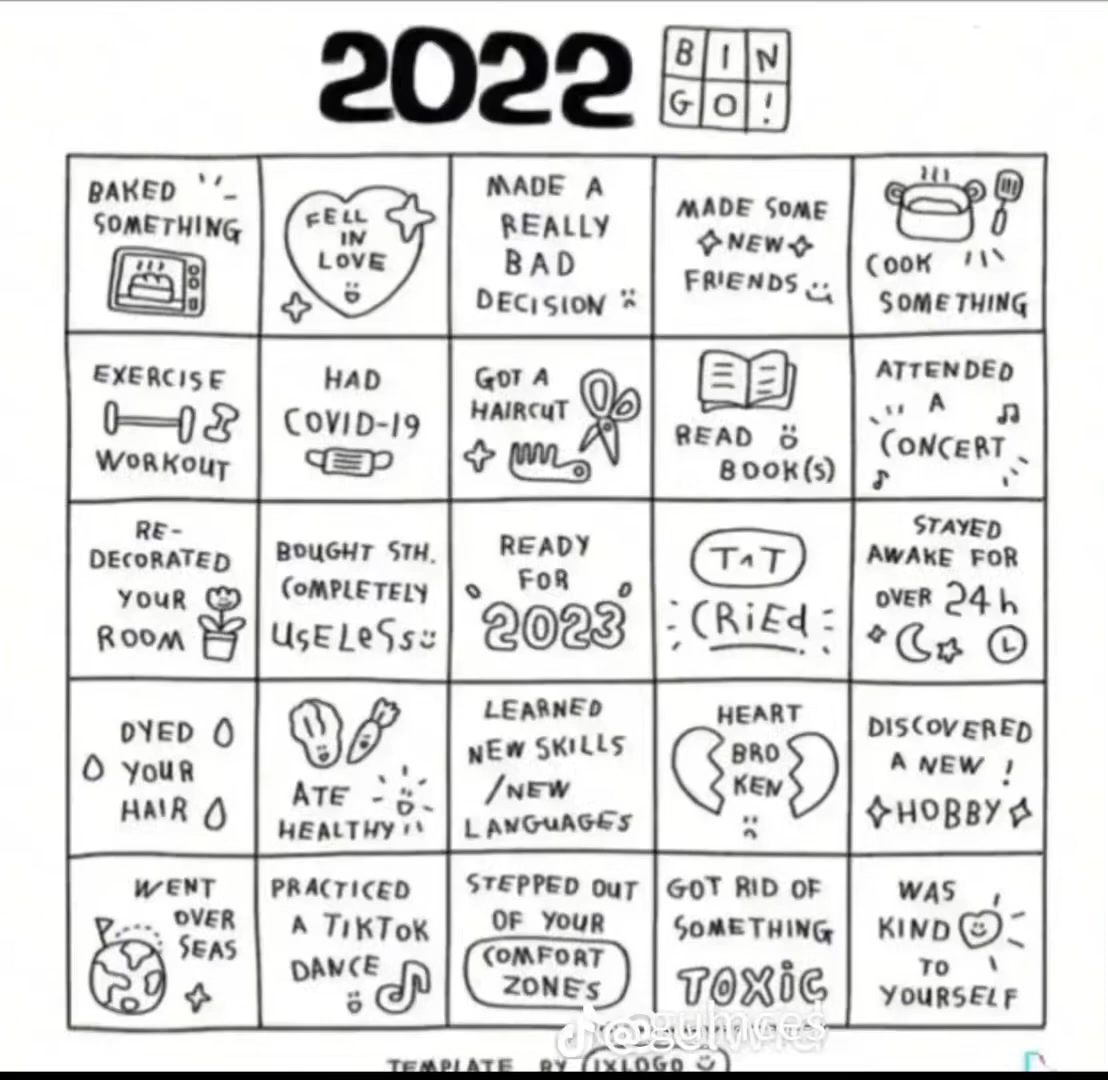 2022
BIN
GO!
BAKED
SOMETHING
FELL
IN
LOVE
MADE A
REALLY
BAD
DECISION
MADE SOME
NEW
FRIENDS
COOK
SOMETHING
EXERCISE
WORKOUT
HAD
COVID-19
GOT A
HAIRCUT
READ
BOOK(S)
ATTENDED
A
CONCERT
RE-
DECORATED
YOUR
ROOM
BOUGHT STH.
COMPLETELY
USELeSS
READY
FOR
2023
T^T
CRiEd
STAYED
AWAKE FOR
OVER 24h
DYED
YOUR
HAIR
ATE
HEALTHY
LEARNED
NEW SKILLS
/NEW
LANGUAGES
HEART
BRO
KEN
DISCOVERED
A NEW !
HOBBY
WENT
OVER
SEAS
PRACTICED
A TIKTOK
DANCE
STEPPED OUT
OF YOUR
COMFORT
ZONES
GOT RID OF
SOMETHING
TOXiC
WAS
KIND
TO
YOURSELF
TEMPLATE BY IXLOGO